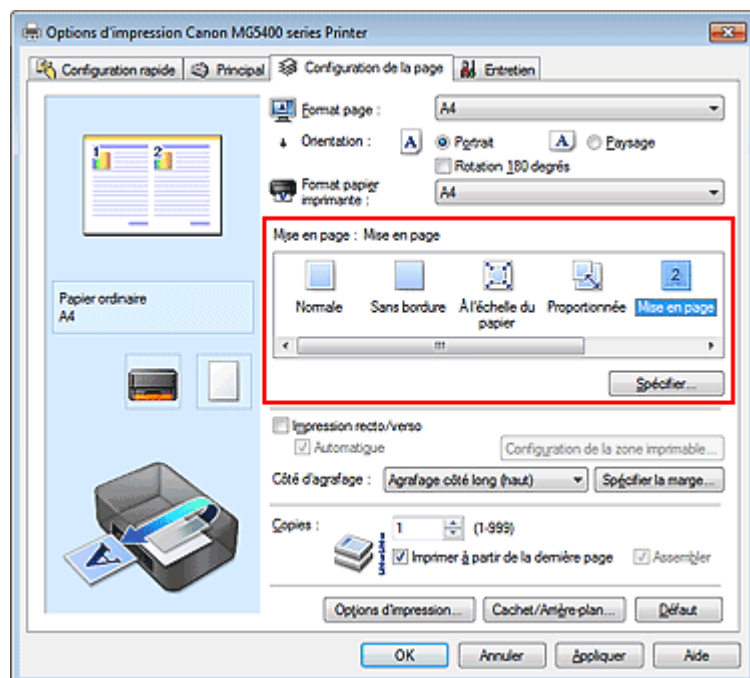 Options d'impression Canon MG5400 series Printer
Configuration rapide
Principal
Configuration de la page
Entretien
1 2
Papier ordinaire
A4
Format page :
A4
Orientation :
A Portrait
A Paysage
Rotation 180 degrés
Format papier
imprimante :
A4
Mise en page : Mise en page
Normale
Sans bordure
À l'échelle du
papier
Proportionnée
2
Mise en page
Spécifier...
Impression recto/verso
Automatique
Configuration de la zone imprimable...
Côté d'agrafage :
Agrafage côté long (haut)
Spécifier la marge...
Copies :
1
(1-999)
Imprimer à partir de la dernière page
Assembler
Options d'impression...
Cachet/Arrière-plan...
Défaut
A
OK
Annuler
Appliquer
Aide